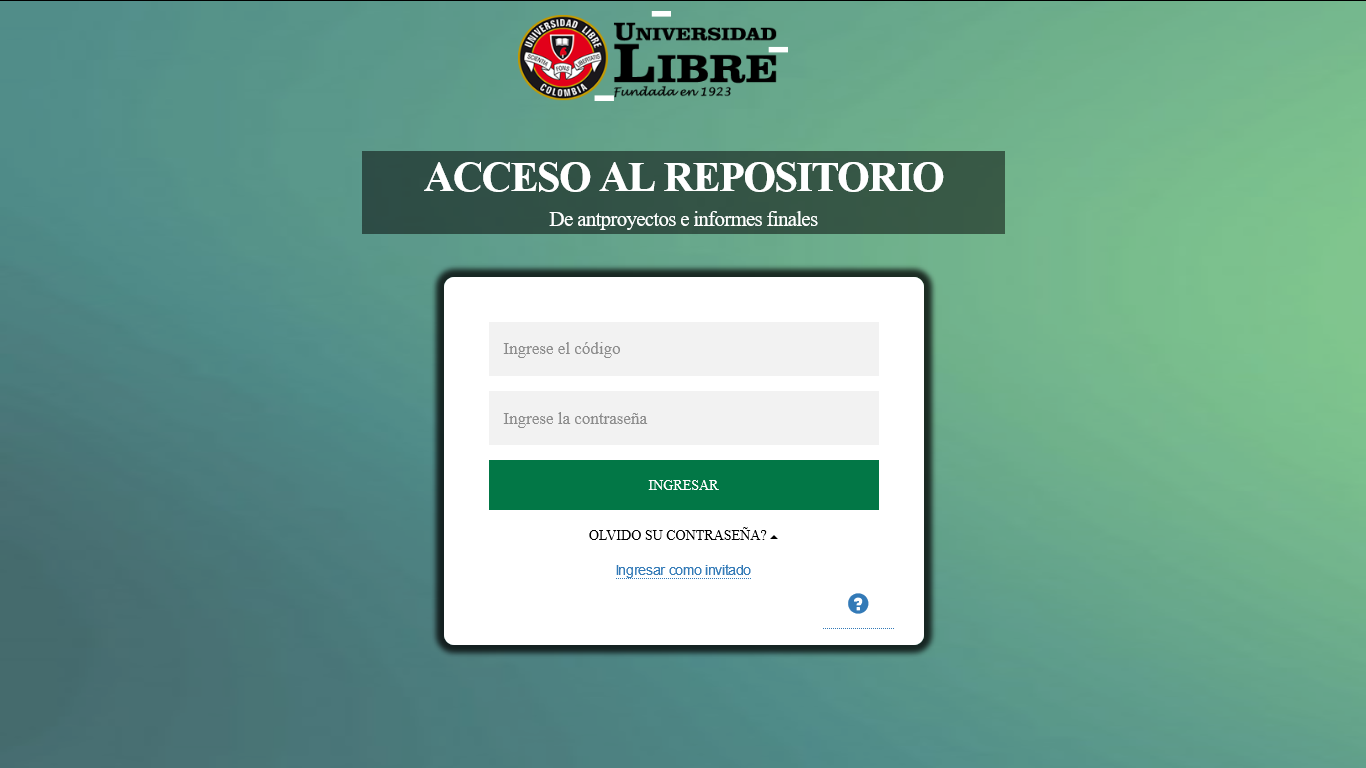 UNIVERSIDAD LIBRE
SCIENTIA FONS LIBERTATIS
COLOMBIA
UNIVERSIDAD
LIBRE
Fundada en 1923
ACCESO AL REPOSITORIO
De antproyectos e informes finales
Ingrese el código
Ingrese la contraseña
INGRESAR
OLVIDO SU CONTRASEÑA?
Ingresar como invitado
?